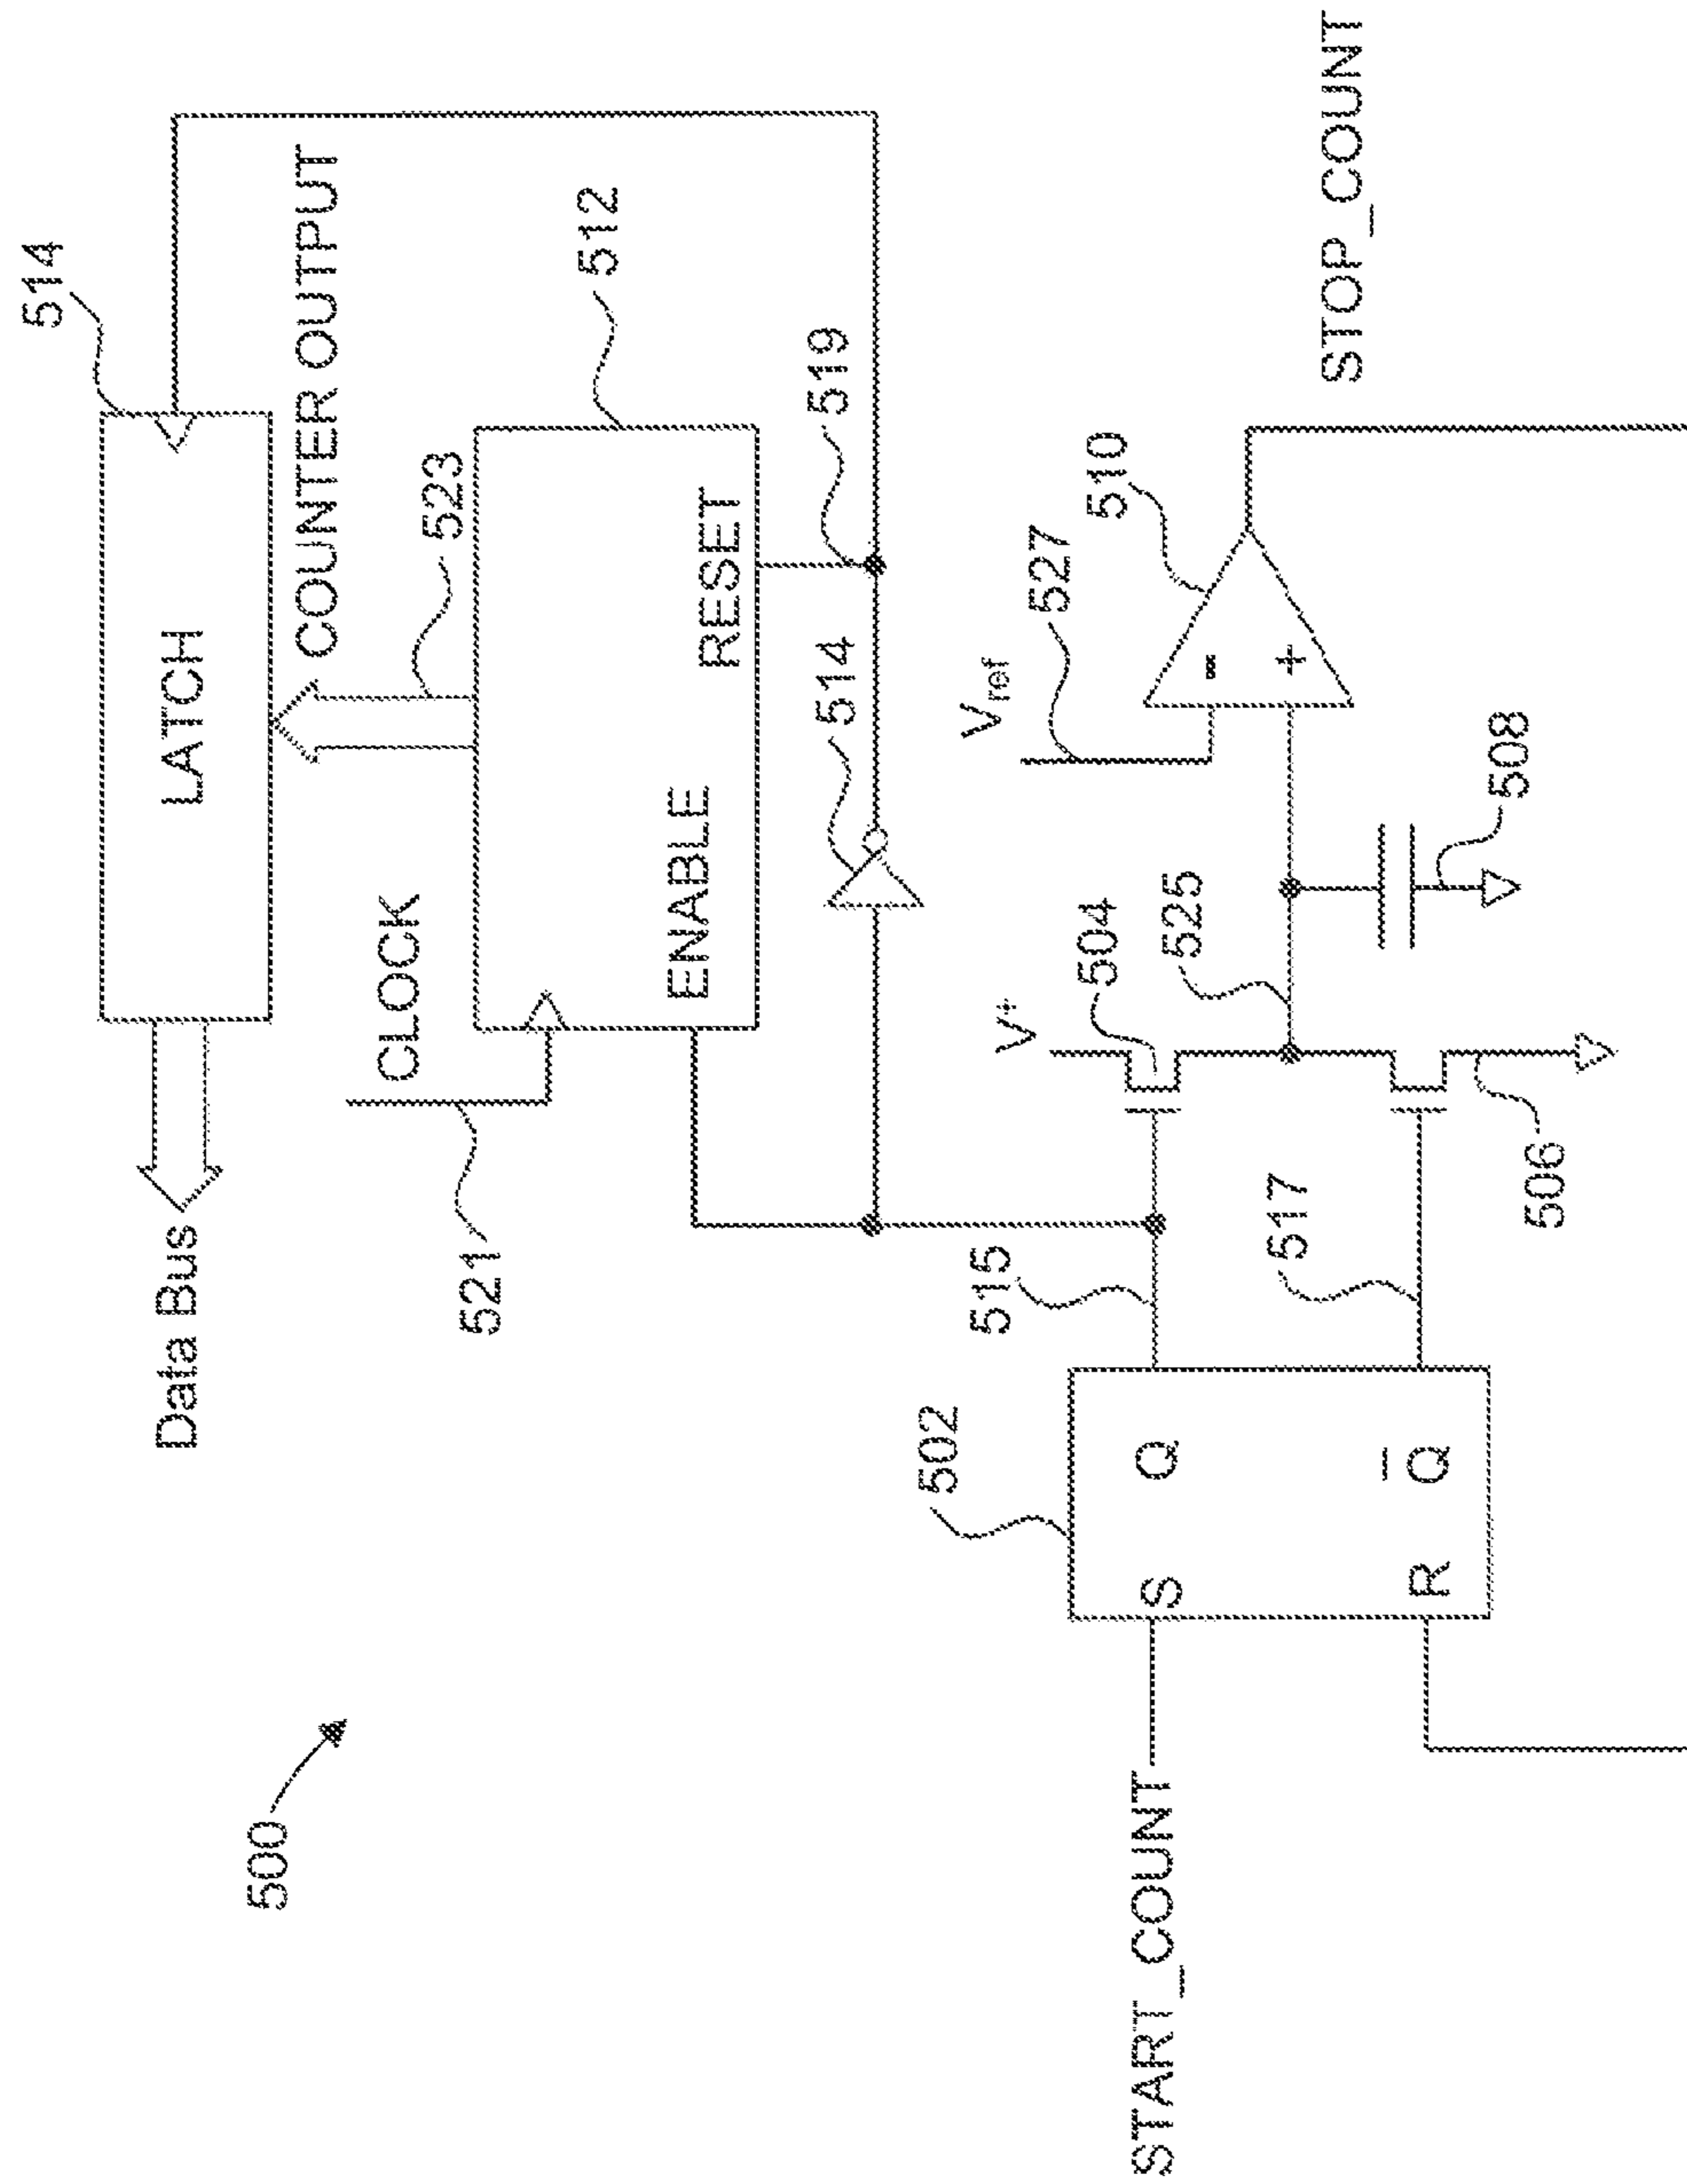 500
Data Bus
LATCH
514
COUNTER OUTPUT
523
CLOCK
521
ENABLE
RESET
512
514
519
START_COUNT
502
S
Q
R
Q̅
515
517
V+
504
506
525
508
Vref
527
-
+
510
STOP_COUNT